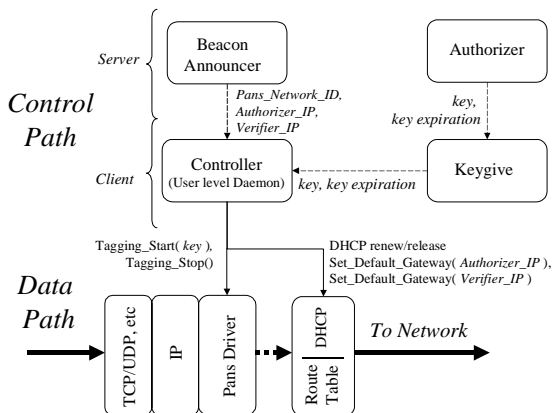 Server
Beacon
Announcer
Authorizer
Control
Path
Pans_Network_ID,
Authorizer_IP,
Verifier_IP
key,
key expiration
Client
Controller
(User level Daemon)
key, key expiration
Keygive
Tagging_Start( key ),
Tagging_Stop()
DHCP renew/release
Set_Default_Gateway( Authorizer_IP ),
Set_Default_Gateway( Verifier_IP )
Data
Path
TCP/UDP, etc
IP
Pans Driver
DHCP
Route
Table
To Network